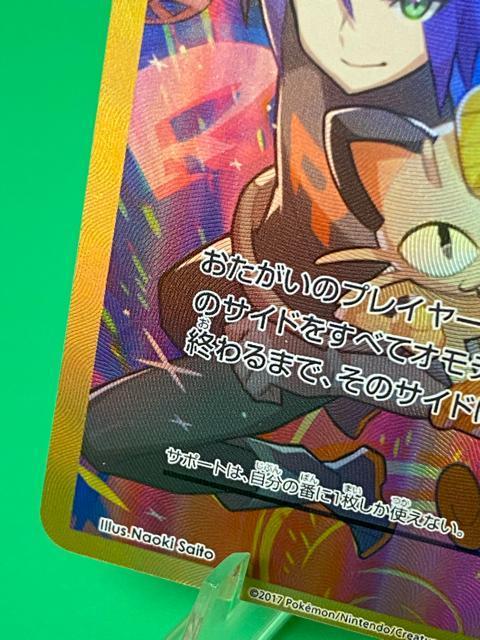 おたがいのプレイヤー
のサイドをすべてオモテ
終わるまで、そのサイドは
サポートは、自分の番に1枚しか使えない。
Illus. Naoki Saito
©2017 Pokémon/Nintendo/Creat